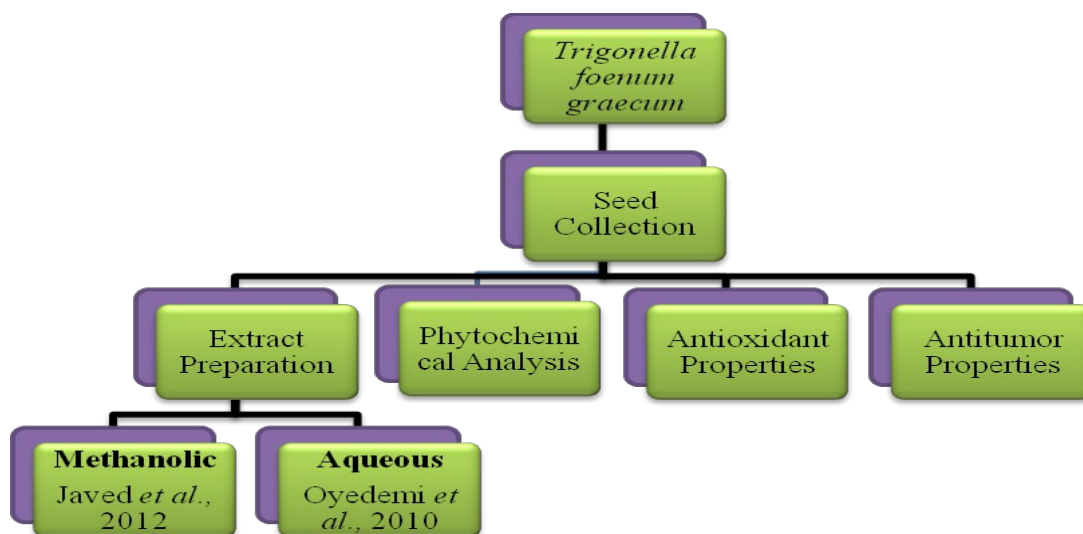 Trigonella
foenum
graecum
Seed
Collection
Extract
Preparation
Phytochemi
cal Analysis
Antioxidant
Properties
Antitumor
Properties
Methanolic
Javed et al.,
2012
Aqueous
Oyedemi et
al., 2010